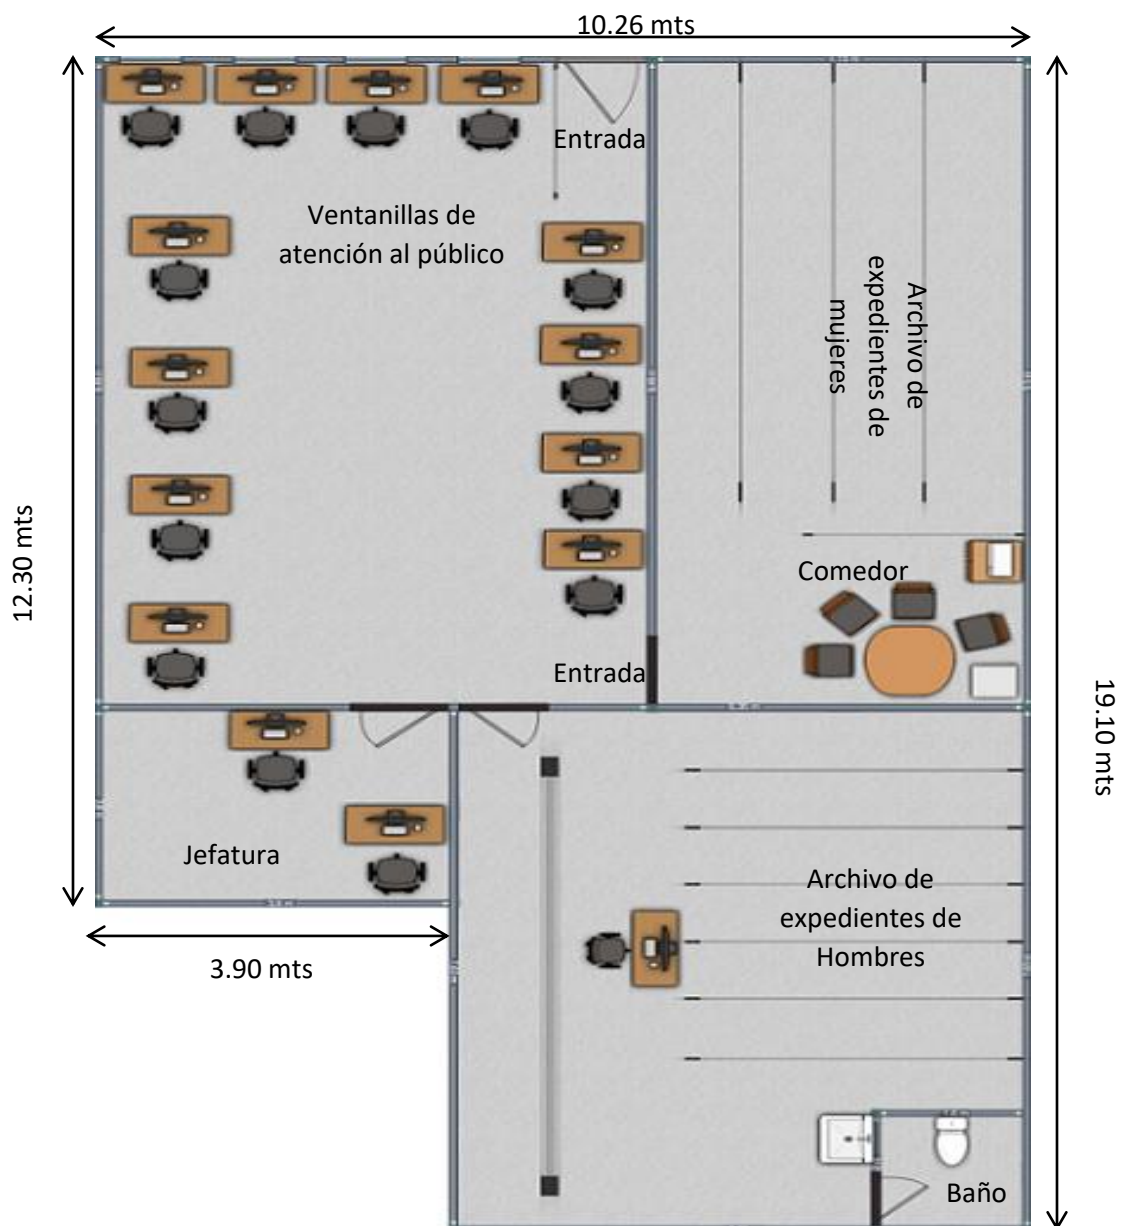 10.26 mts
Entrada
Ventanillas de
atención al público
Archivo de
expedientes de
mujeres
12.30 mts
Comedor
Entrada
19.10 mts
Jefatura
Archivo de
expedientes de
Hombres
3.90 mts
Baño